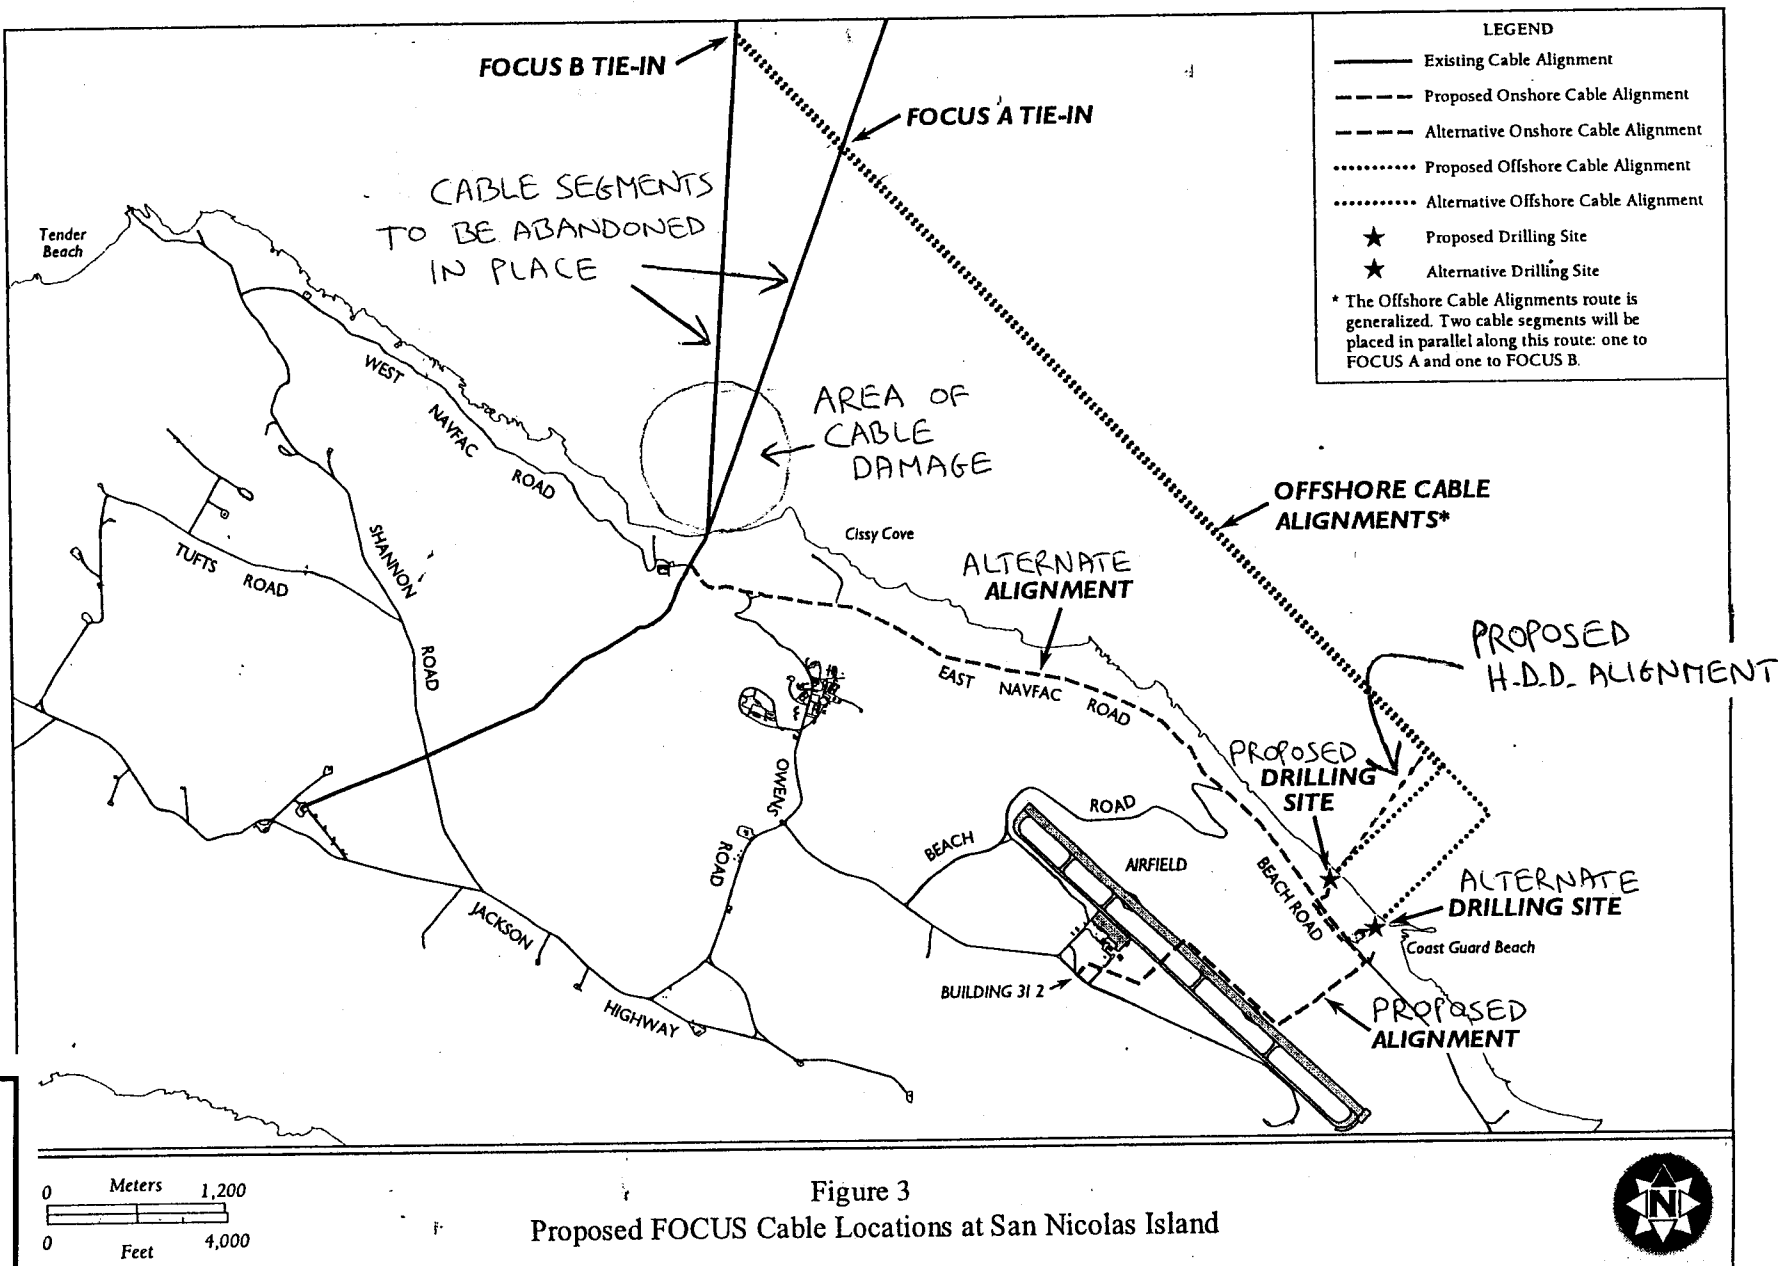 FOCUS B TIE-IN
FOCUS A TIE-IN
CABLE SEGMENTS
TO BE ABANDONED
IN PLACE
LEGEND
Existing Cable Alignment
Proposed Onshore Cable Alignment
Alternative Onshore Cable Alignment
Proposed Offshore Cable Alignment
Alternative Offshore Cable Alignment
Proposed Drilling Site
Alternative Drilling Site
* The Offshore Cable Alignments route is
generalized. Two cable segments will be
placed in parallel along this route: one to
FOCUS A and one to FOCUS B.
Tender
Beach
WEST
NAVFAC
ROAD
AREA OF
CABLE
DAMAGE
Cissy Cove
OFFSHORE CABLE
ALIGNMENTS*
ALTERNATE
ALIGNMENT
TUFTS ROAD
SHANNON
ROAD
EAST NAVFAC ROAD
PROPOSED
H.D.D. ALIGNMENT
PROPOSED
DRILLING
SITE
OWENS
ROAD
BEACH
ROAD
AIRFIELD
BEACH ROAD
ALTERNATE
DRILLING SITE
Coast Guard Beach
JACKSON
HIGHWAY
BUILDING 31 2
PROPOSED
ALIGNMENT
0 Meters 1,200
0 Feet 4,000
Figure 3
Proposed FOCUS Cable Locations at San Nicolas Island
N